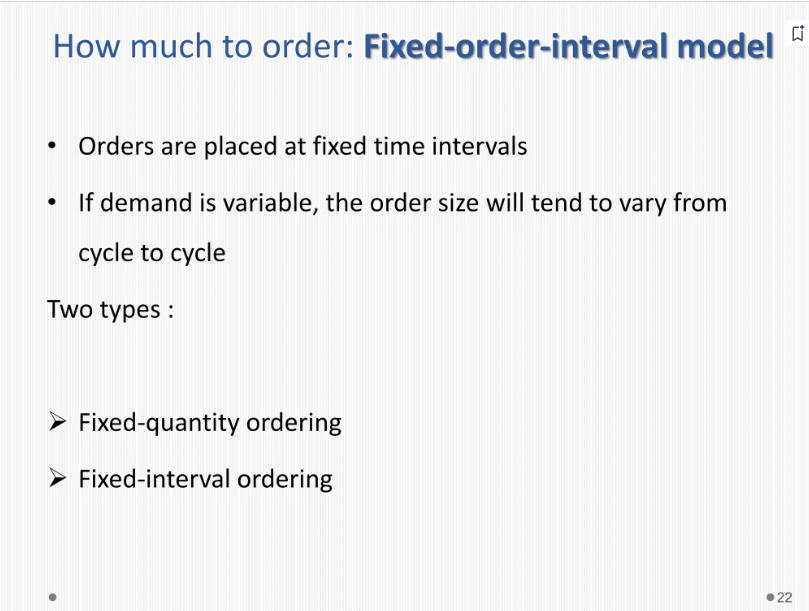 How much to order: Fixed-order-interval model
• Orders are placed at fixed time intervals
• If demand is variable, the order size will tend to vary from
cycle to cycle
Two types :
➢ Fixed-quantity ordering
➢ Fixed-interval ordering
22